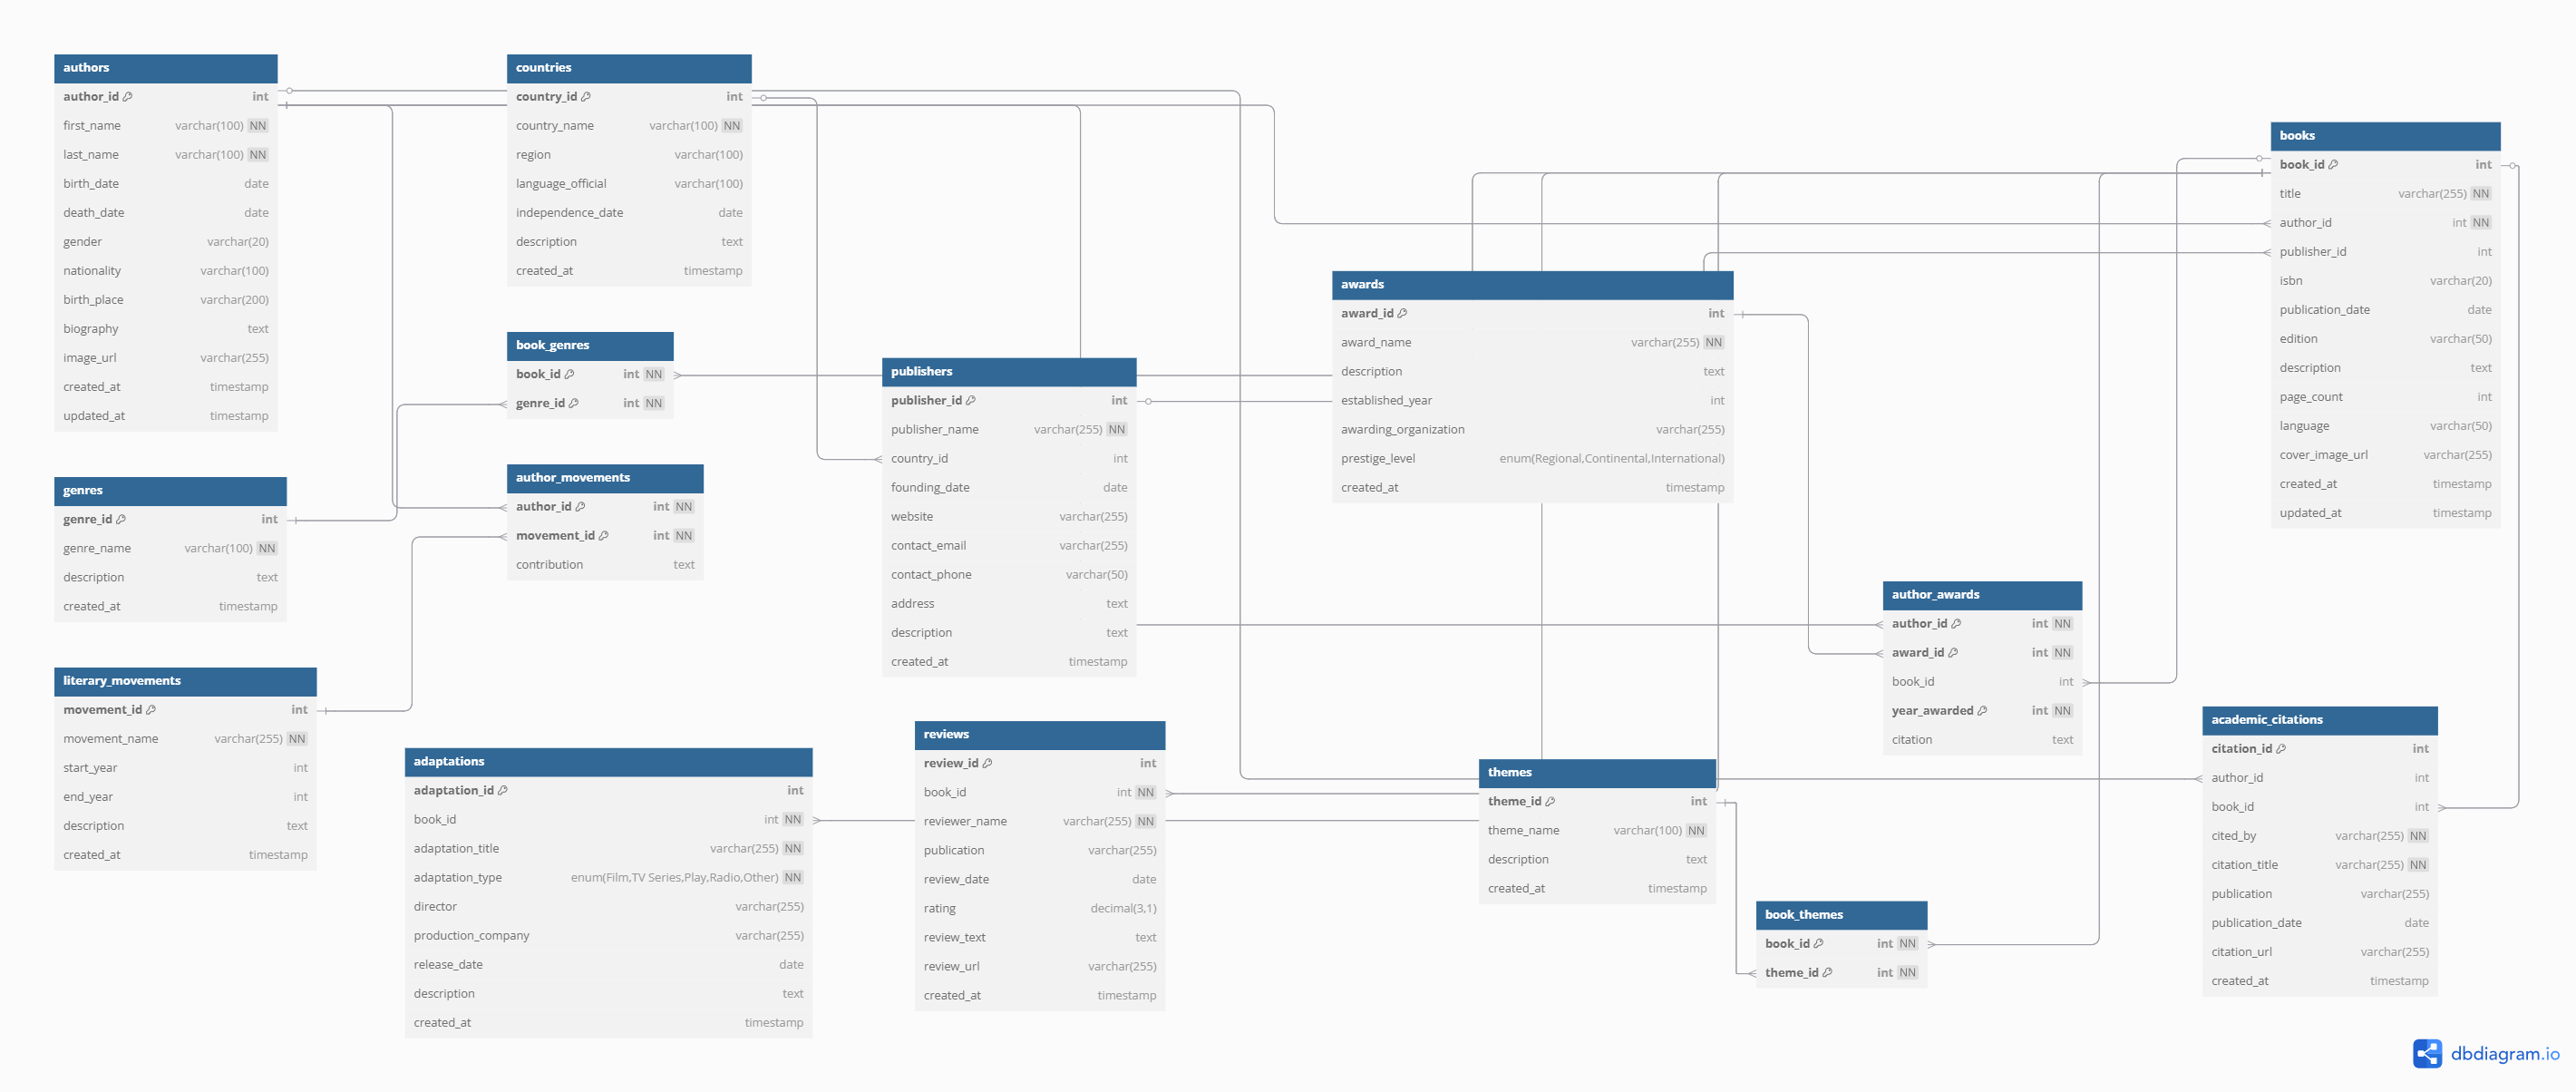 authors
author_id int
first_name varchar(100) NN
last_name varchar(100) NN
birth_date date
death_date date
gender varchar(20)
nationality varchar(100)
birth_place varchar(200)
biography text
image_url varchar(255)
created_at timestamp
updated_at timestamp
countries
country_id int
country_name varchar(100) NN
region varchar(100)
language_official varchar(100)
independence_date date
description text
created_at timestamp
book_genres
book_id int NN
genre_id int NN
genres
genre_id int
genre_name varchar(100) NN
description text
created_at timestamp
author_movements
author_id int NN
movement_id int NN
contribution text
literary_movements
movement_id int
movement_name varchar(255) NN
start_year int
end_year int
description text
created_at timestamp
publishers
publisher_id int
publisher_name varchar(255) NN
country_id int
founding_date date
website varchar(255)
contact_email varchar(255)
contact_phone varchar(50)
address text
description text
created_at timestamp
adaptations
adaptation_id int
book_id int NN
adaptation_title varchar(255) NN
adaptation_type enum(Film,TV Series,Play,Radio,Other) NN
director varchar(255)
production_company varchar(255)
release_date date
description text
created_at timestamp
reviews
review_id int
book_id int NN
reviewer_name varchar(255) NN
publication varchar(255)
review_date date
rating decimal(3,1)
review_text text
review_url varchar(255)
created_at timestamp
awards
award_id int
award_name varchar(255) NN
description text
established_year int
awarding_organization varchar(255)
prestige_level enum(Regional,Continental,International)
created_at timestamp
themes
theme_id int
theme_name varchar(100) NN
description text
created_at timestamp
book_themes
book_id int NN
theme_id int NN
author_awards
author_id int NN
award_id int NN
book_id int
year_awarded int NN
citation text
books
book_id int
title varchar(255) NN
author_id int NN
publisher_id int
isbn varchar(20)
publication_date date
edition varchar(50)
description text
page_count int
language varchar(50)
cover_image_url varchar(255)
created_at timestamp
updated_at timestamp
academic_citations
citation_id int
author_id int
book_id int
cited_by varchar(255) NN
citation_title varchar(255) NN
publication varchar(255)
publication_date date
citation_url varchar(255)
created_at timestamp
dbdiagram.io